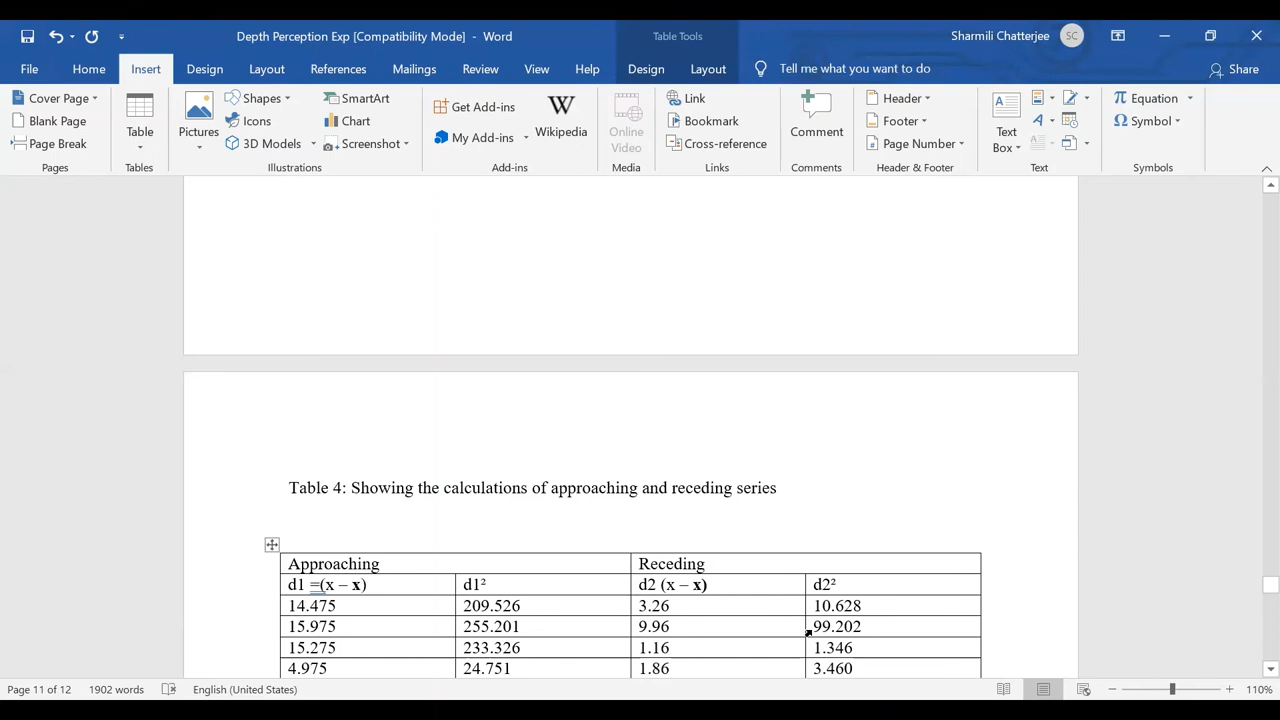 Depth Perception Exp [Compatibility Mode] - Word
Table Tools
Sharmili Chatterjee
SC
File
Home
Insert
Design
Layout
References
Mailings
Review
View
Help
Design
Layout
Tell me what you want to do
Share
Cover Page
Blank Page
Page Break
Pages
Table
Tables
Pictures
Shapes
Icons
3D Models
SmartArt
Chart
Screenshot
Illustrations
Get Add-ins
My Add-ins
W
Wikipedia
Add-ins
Online
Video
Media
Link
Bookmark
Cross-reference
Links
Comment
Comments
Header
Footer
Page Number
Header & Footer
A
Text
Box
Text
π Equation
Ω Symbol
Symbols
Table 4: Showing the calculations of approaching and receding series
Approaching Receding
d1 =(x – x) d1² d2 (x – x) d2²
14.475 209.526 3.26 10.628
15.975 255.201 9.96 99.202
15.275 233.326 1.16 1.346
4.975 24.751 1.86 3.460
Page 11 of 12 1902 words English (United States) 110%